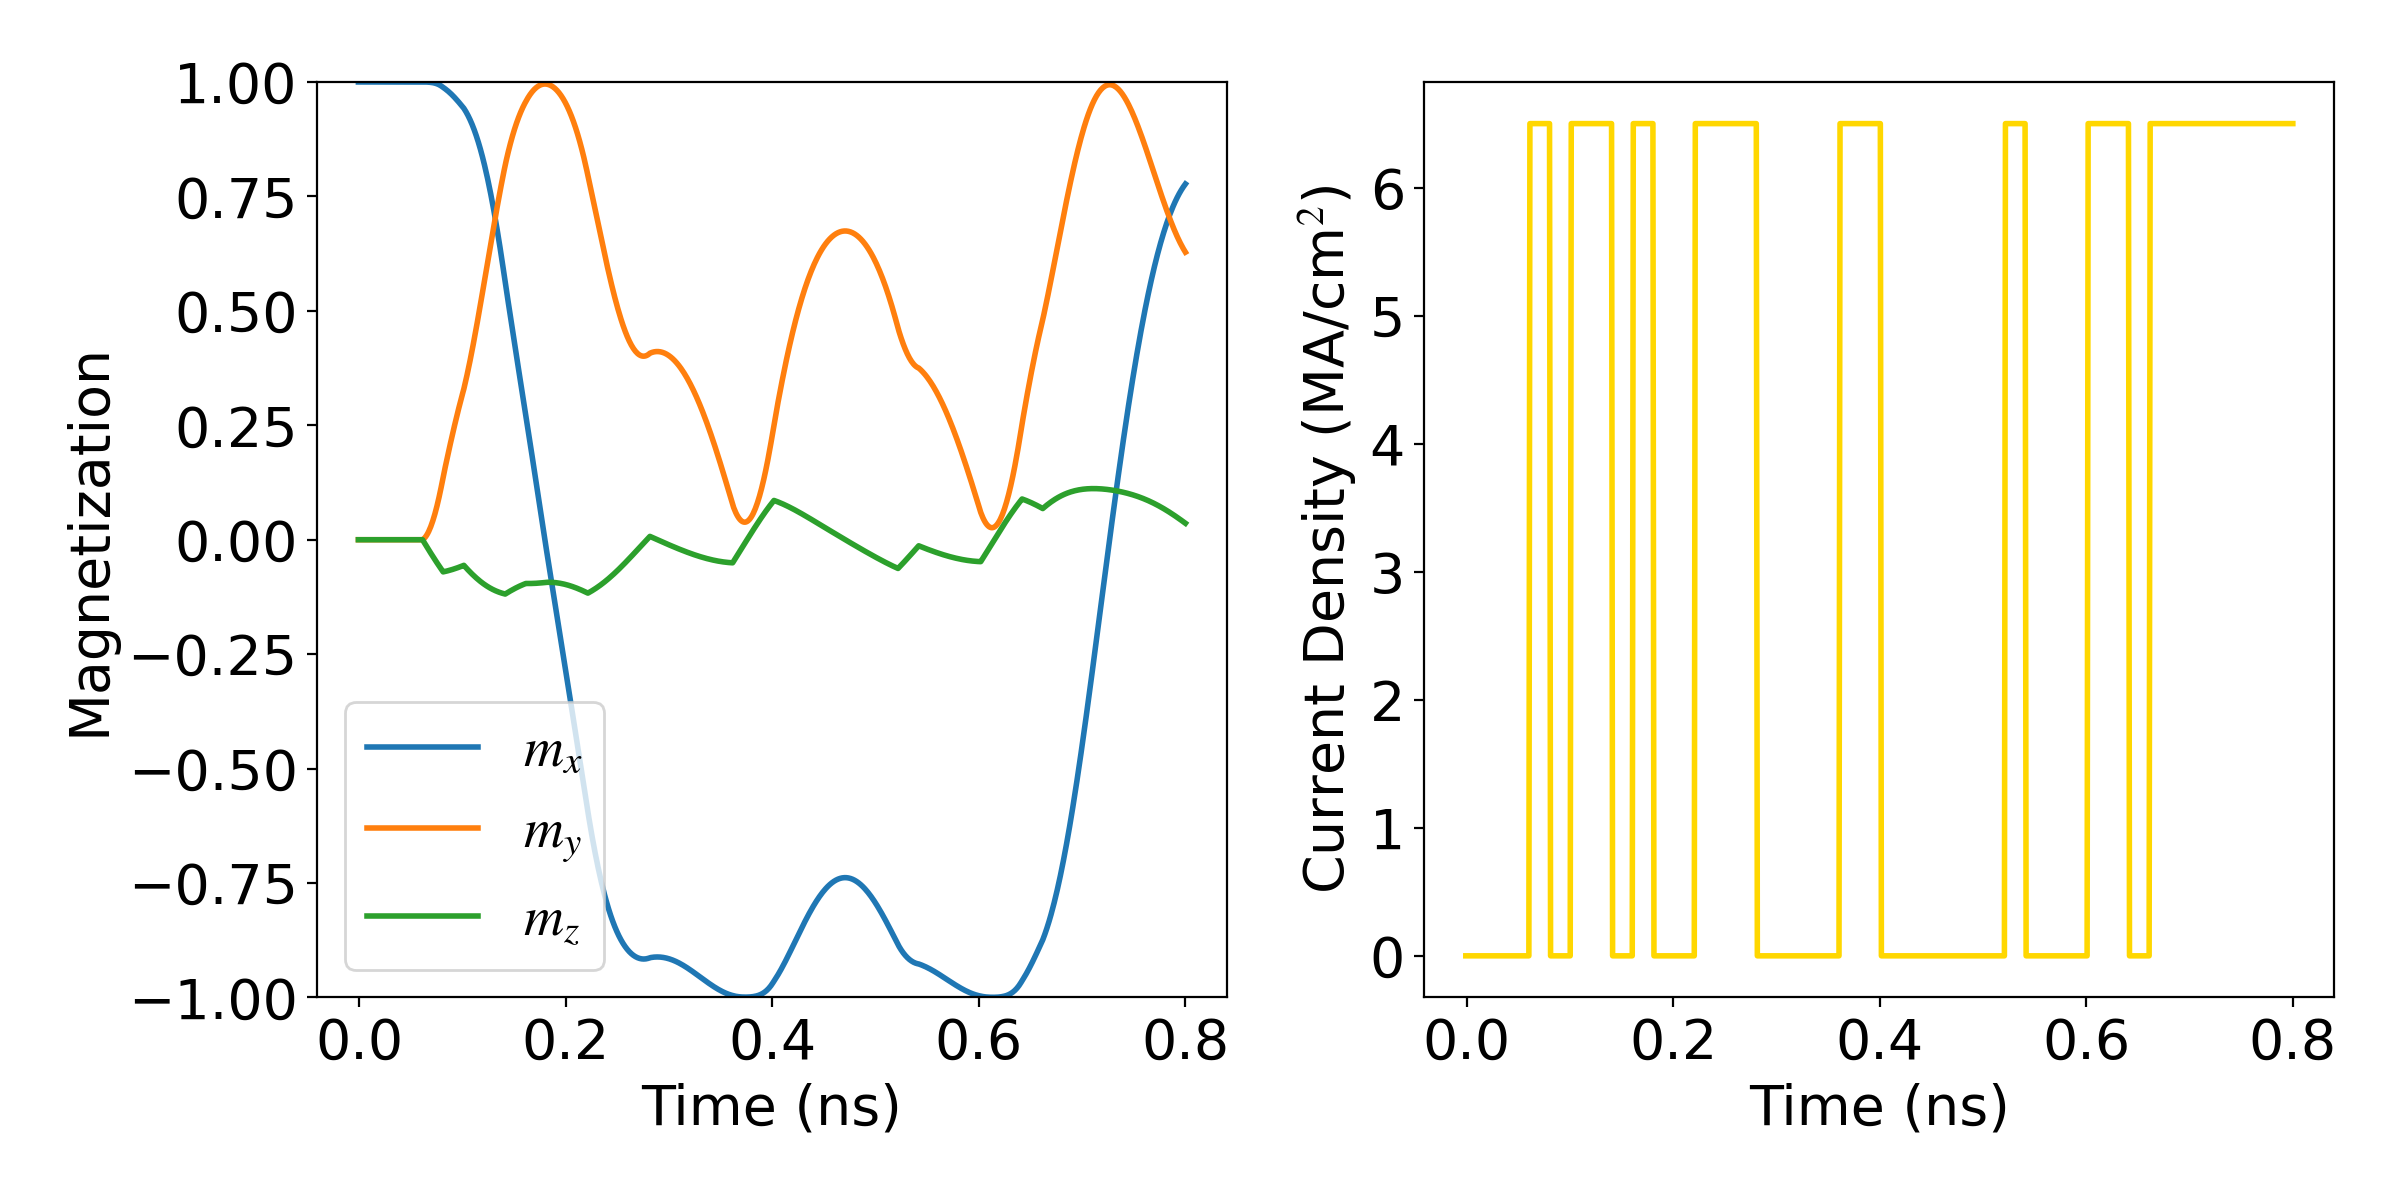 1.00
0.75
0.50
0.25
0.00
−0.25
−0.50
−0.75
−1.00
Magnetization
m_x
m_y
m_z
0.0 0.2 0.4 0.6 0.8
Time (ns)
6
5
4
3
2
1
0
Current Density (MA/cm²)
0.0 0.2 0.4 0.6 0.8
Time (ns)